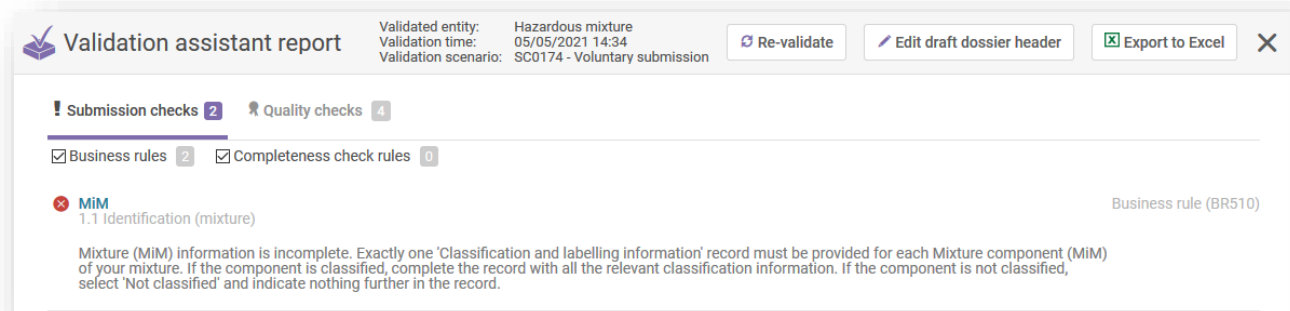 Validation assistant report
Validated entity: Hazardous mixture
Validation time: 05/05/2021 14:34
Validation scenario: SC0174 - Voluntary submission
Re-validate
Edit draft dossier header
Export to Excel
Submission checks 2
Quality checks 4
Business rules 2
Completeness check rules 0
MiM
Business rule (BR510)
1.1 Identification (mixture)
Mixture (MiM) information is incomplete. Exactly one 'Classification and labelling information' record must be provided for each Mixture component (MiM)
of your mixture. If the component is classified, complete the record with all the relevant classification information. If the component is not classified,
select 'Not classified' and indicate nothing further in the record.